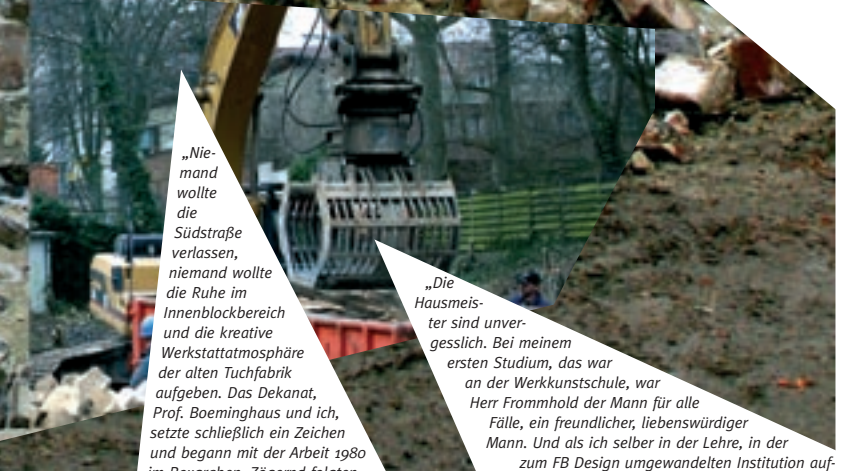 „Nie-
mand
wollte
die
Südstraße
verlassen,
niemand wollte
die Ruhe im
Innenblockbereich
und die kreative
Werkstattatmosphäre
der alten Tuchfabrik
aufgeben. Das Dekanat,
Prof. Boeminghaus und ich,
setzte schließlich ein Zeichen
und begann mit der Arbeit 1980
im Boxgraben. Zögernd folgten
„Die
Hausmeis-
ter sind unver-
gesslich. Bei meinem
ersten Studium, das war
an der Werkkunstschule, war
Herr Frommhold der Mann für alle
Fälle, ein freundlicher, liebenswürdiger
Mann. Und als ich selber in der Lehre, in der
zum FB Design umgewandelten Institution auf-